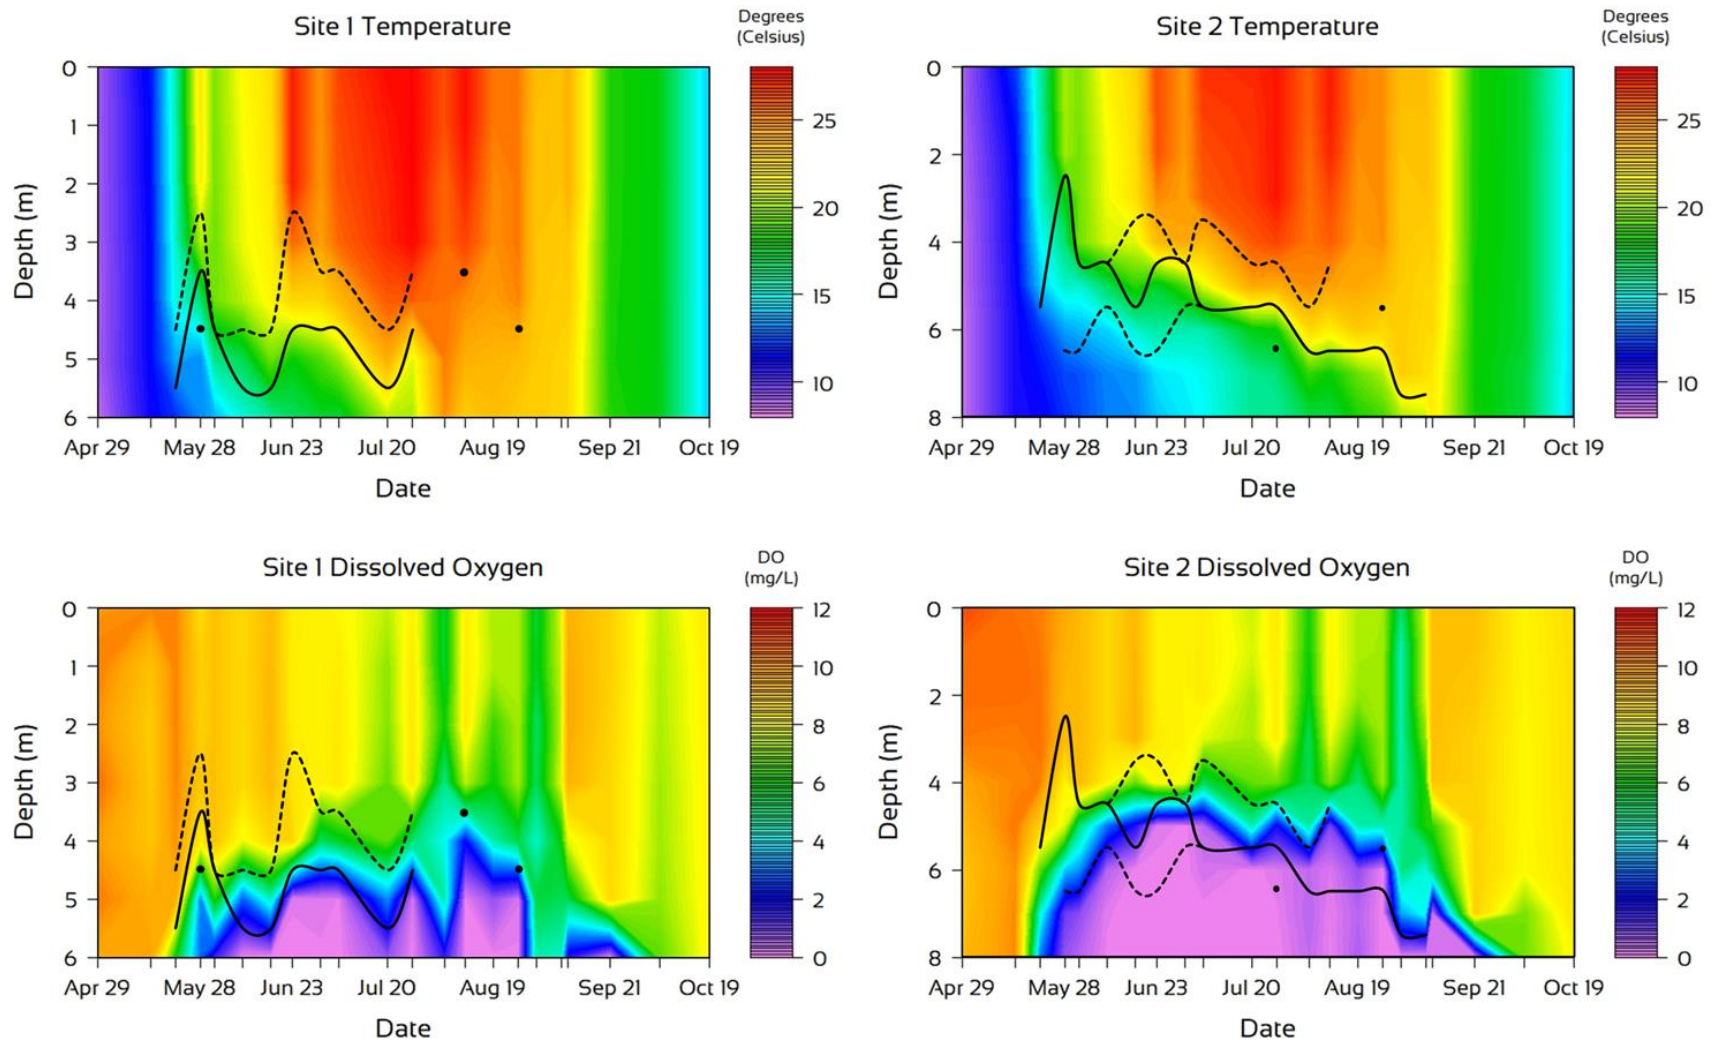 Site 1 Temperature
Degrees
(Celsius)
0
1
2
3
4
5
6
Depth (m)
25
20
15
10
Apr 29 May 28 Jun 23 Jul 20 Aug 19 Sep 21 Oct 19
Date
Site 2 Temperature
Degrees
(Celsius)
0
2
4
6
8
Depth (m)
25
20
15
10
Apr 29 May 28 Jun 23 Jul 20 Aug 19 Sep 21 Oct 19
Date
Site 1 Dissolved Oxygen
DO
(mg/L)
0
1
2
3
4
5
6
Depth (m)
12
10
8
6
4
2
0
Apr 29 May 28 Jun 23 Jul 20 Aug 19 Sep 21 Oct 19
Date
Site 2 Dissolved Oxygen
DO
(mg/L)
0
2
4
6
8
Depth (m)
12
10
8
6
4
2
0
Apr 29 May 28 Jun 23 Jul 20 Aug 19 Sep 21 Oct 19
Date